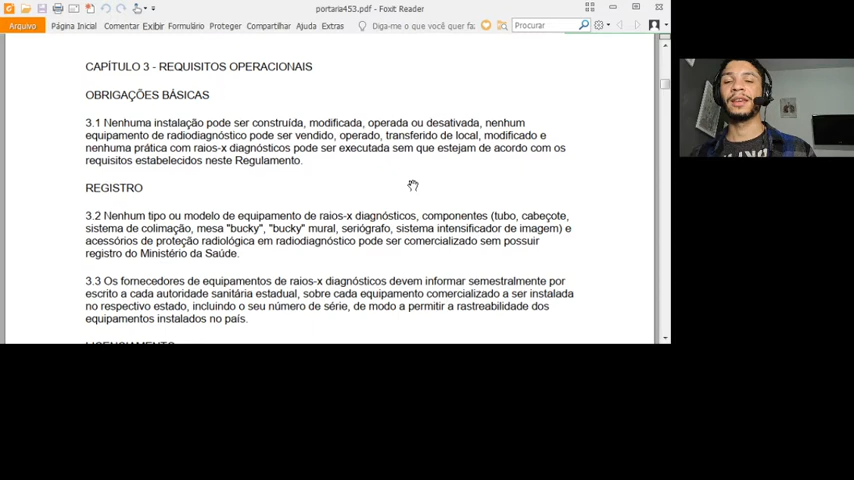 portaria453.pdf - Foxit Reader
Arquivo Página Inicial Comentar Exibir Formulário Proteger Compartilhar Ajuda Extras Diga-me o que você quer fa: Procurar
CAPÍTULO 3 - REQUISITOS OPERACIONAIS
OBRIGAÇÕES BÁSICAS
3.1 Nenhuma instalação pode ser construída, modificada, operada ou desativada, nenhum
equipamento de radiodiagnóstico pode ser vendido, operado, transferido de local, modificado e
nenhuma prática com raios-x diagnósticos pode ser executada sem que estejam de acordo com os
requisitos estabelecidos neste Regulamento.
REGISTRO
3.2 Nenhum tipo ou modelo de equipamento de raios-x diagnósticos, componentes (tubo, cabeçote,
sistema de colimação, mesa "bucky", "bucky" mural, seriógrafo, sistema intensificador de imagem) e
acessórios de proteção radiológica em radiodiagnóstico pode ser comercializado sem possuir
registro do Ministério da Saúde.
3.3 Os fornecedores de equipamentos de raios-x diagnósticos devem informar semestralmente por
escrito a cada autoridade sanitária estadual, sobre cada equipamento comercializado a ser instalada
no respectivo estado, incluindo o seu número de série, de modo a permitir a rastreabilidade dos
equipamentos instalados no país.
LICENCIAMENTO